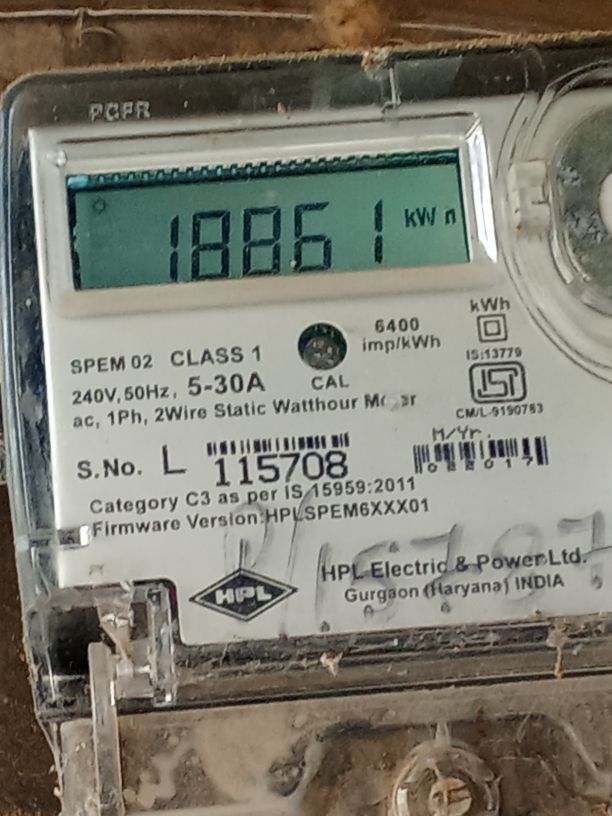 18861 kWh
6400
imp/kWh
kWh
IS:13779
SPEM 02 CLASS 1
CAL
240V,50Hz, 5-30A
CM/L-9190783
ac, 1Ph, 2Wire Static Watthour
M/Yr.
S.No. L 115708
022017
Category C3 as per IS 15959:2011
Firmware Version:HPLSPEM6XXX01
HPL
HPL Electric & Power Ltd.
Gurgaon (Haryana) INDIA